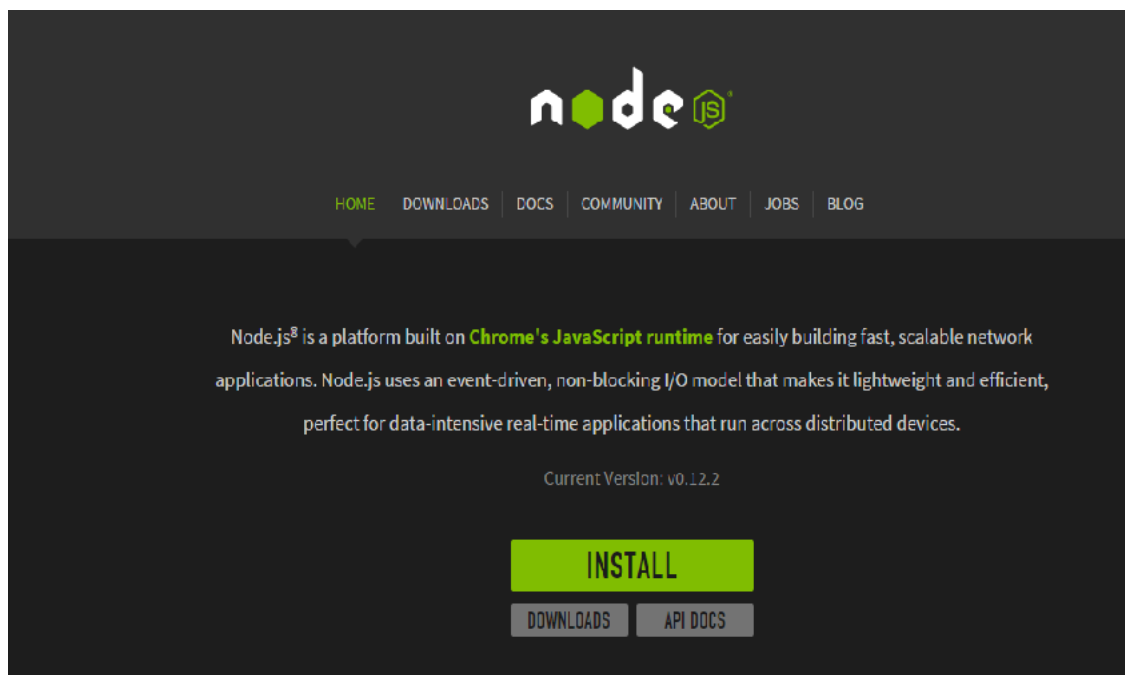 node JS®
HOME DOWNLOADS DOCS COMMUNITY ABOUT JOBS BLOG
Node.js® is a platform built on Chrome's JavaScript runtime for easily building fast, scalable network
applications. Node.js uses an event-driven, non-blocking I/O model that makes it lightweight and efficient,
perfect for data-intensive real-time applications that run across distributed devices.
Current Version: v0.12.2
INSTALL
DOWNLOADS API DOCS